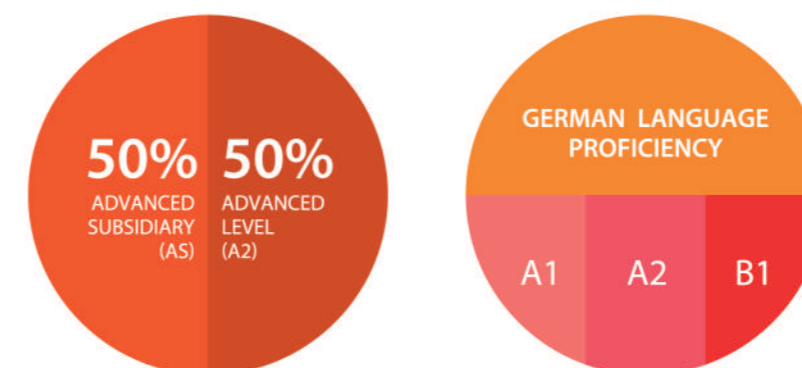 50%
ADVANCED
SUBSIDIARY
(AS)
50%
ADVANCED
LEVEL
(A2)
GERMAN LANGUAGE
PROFICIENCY
A1
A2
B1